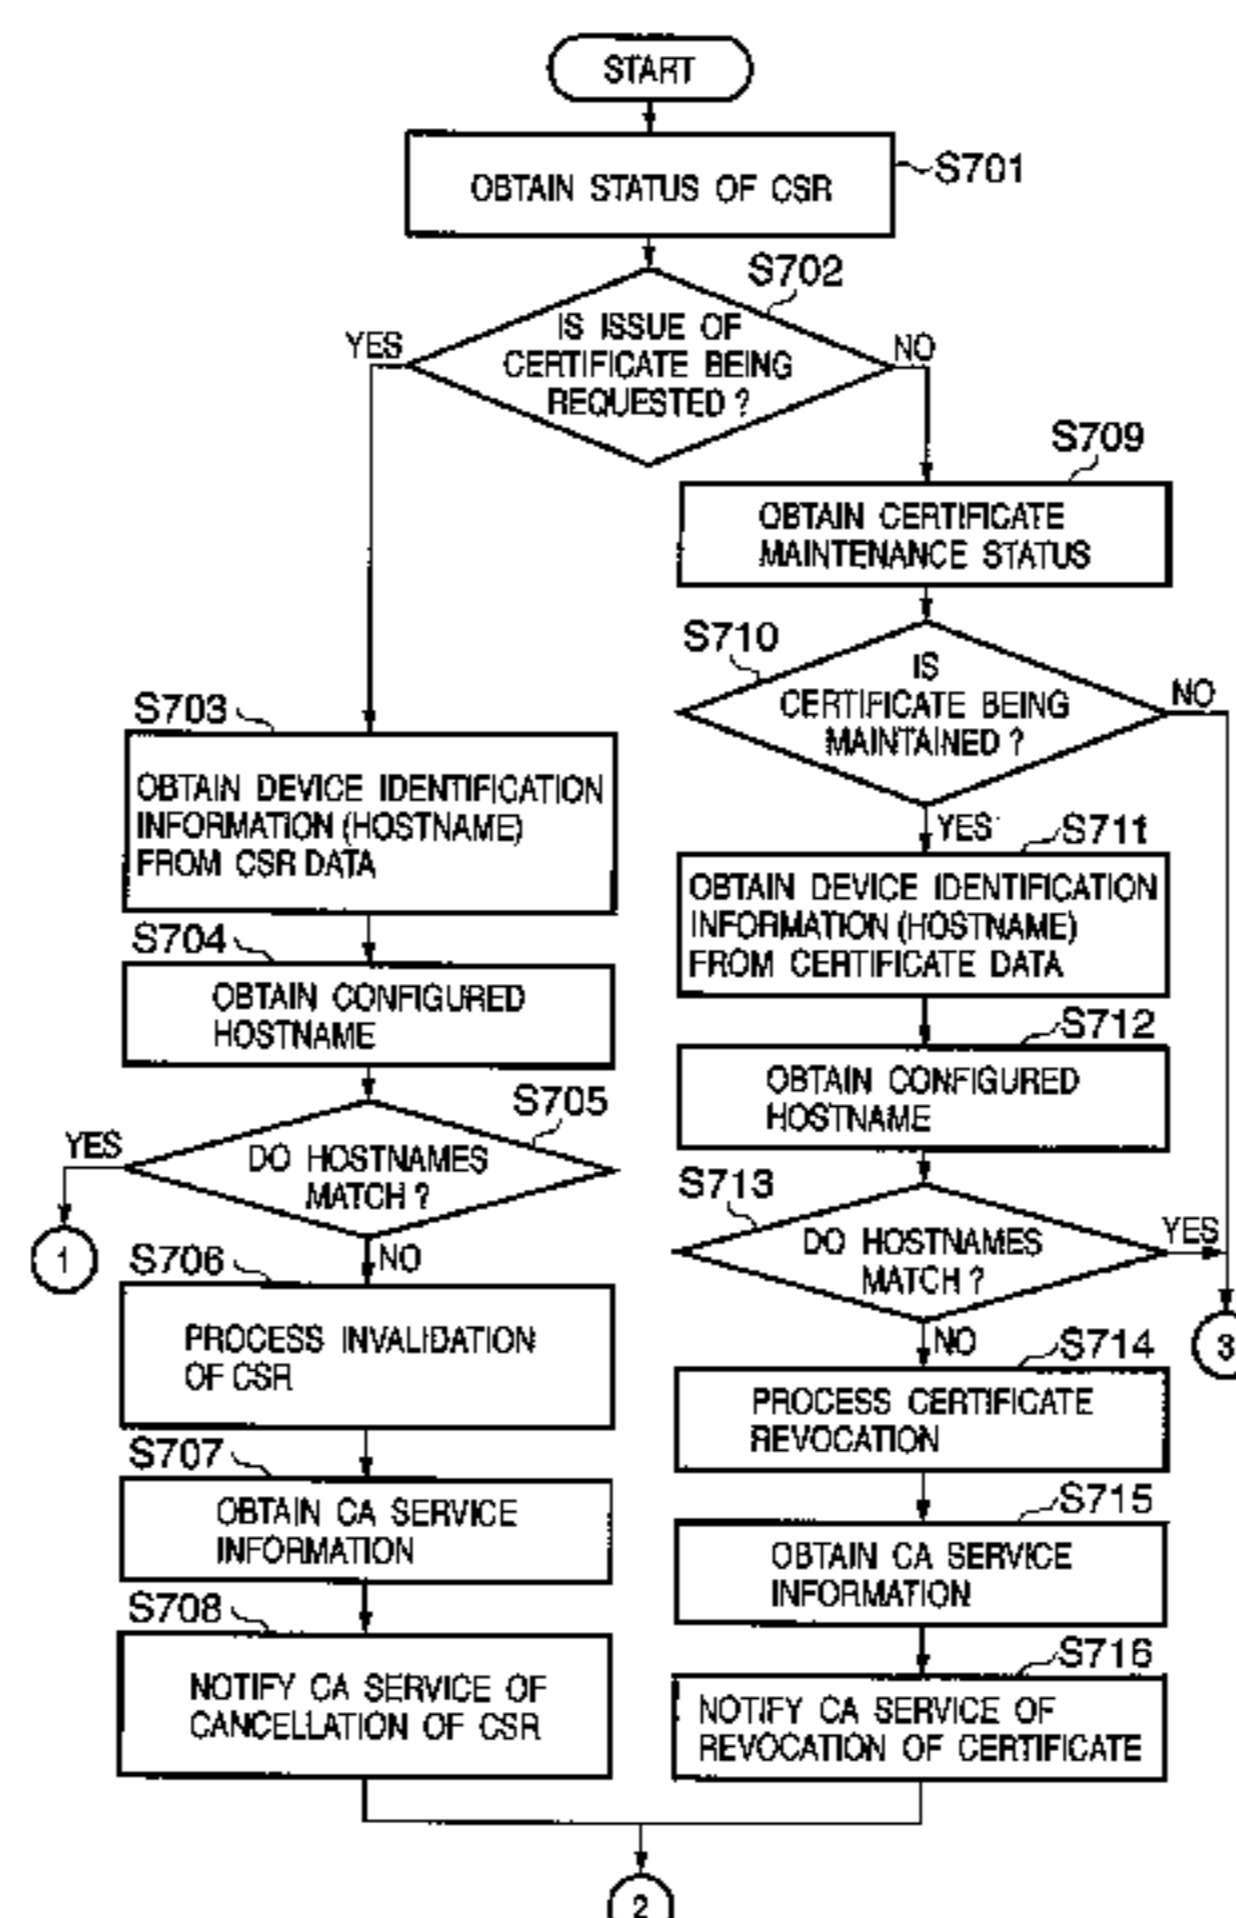 START
OBTAIN STATUS OF CSR
S701
S702
IS ISSUE OF
CERTIFICATE BEING
REQUESTED ?
YES
NO
S709
OBTAIN CERTIFICATE
MAINTENANCE STATUS
S710
IS
CERTIFICATE BEING
MAINTAINED ?
NO
YES
S703
OBTAIN DEVICE IDENTIFICATION
INFORMATION (HOSTNAME)
FROM CSR DATA
S711
OBTAIN DEVICE IDENTIFICATION
INFORMATION (HOSTNAME)
FROM CERTIFICATE DATA
S704
OBTAIN CONFIGURED
HOSTNAME
S712
OBTAIN CONFIGURED
HOSTNAME
S705
YES
DO HOSTNAMES
MATCH ?
NO
1
S713
DO HOSTNAMES
MATCH ?
YES
NO
3
S706
PROCESS INVALIDATION
OF CSR
S714
PROCESS CERTIFICATE
REVOCATION
S707
OBTAIN CA SERVICE
INFORMATION
S715
OBTAIN CA SERVICE
INFORMATION
S708
NOTIFY CA SERVICE OF
CANCELLATION OF CSR
S716
NOTIFY CA SERVICE OF
REVOCATION OF CERTIFICATE
2